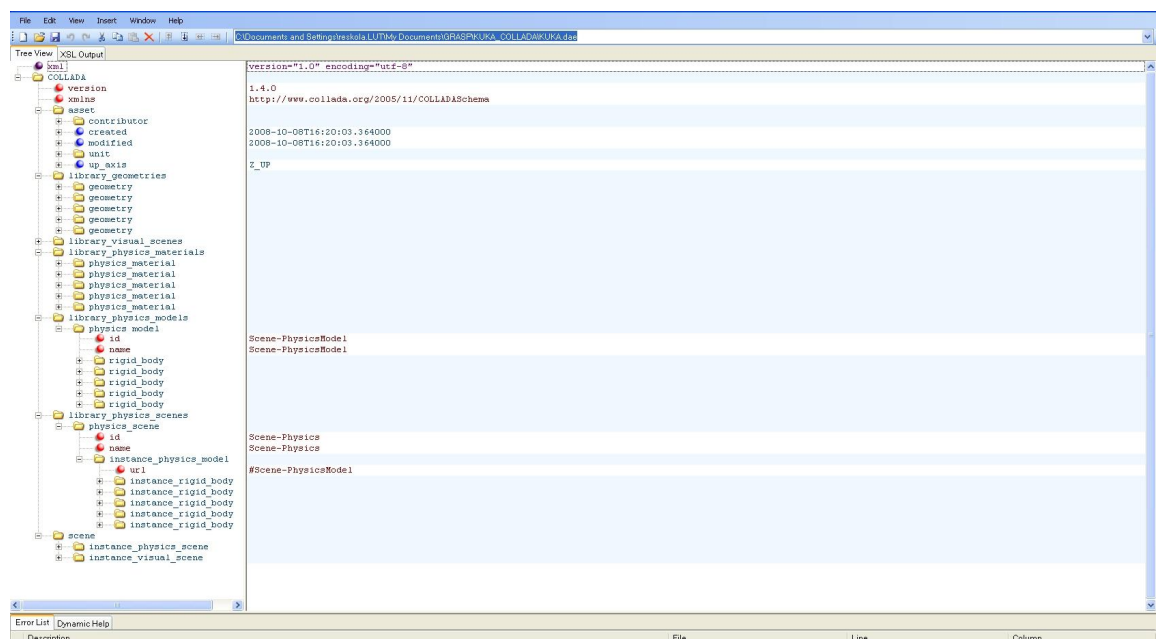 File Edit View Insert Window Help
C:\Documents and Settings\reskola.LUT\My Documents\GRASP\KUKA_COLLADA\KUKA.dae
Tree View XSL Output
xml version="1.0" encoding="utf-8"
COLLADA
version 1.4.0
xmlns http://www.collada.org/2005/11/COLLADASchema
asset
contributor
created 2008-10-08T16:20:03.364000
modified 2008-10-08T16:20:03.364000
unit
up_axis Z_UP
library_geometries
geometry
geometry
geometry
geometry
geometry
library_visual_scenes
library_physics_materials
physics_material
physics_material
physics_material
physics_material
physics_material
library_physics_models
physics_model
id Scene-PhysicsModel
name Scene-PhysicsModel
rigid_body
rigid_body
rigid_body
rigid_body
rigid_body
library_physics_scenes
physics_scene
id Scene-Physics
name Scene-Physics
instance_physics_model
url #Scene-PhysicsModel
instance_rigid_body
instance_rigid_body
instance_rigid_body
instance_rigid_body
instance_rigid_body
scene
instance_physics_scene
instance_visual_scene
Error List Dynamic Help
Description File Line Column